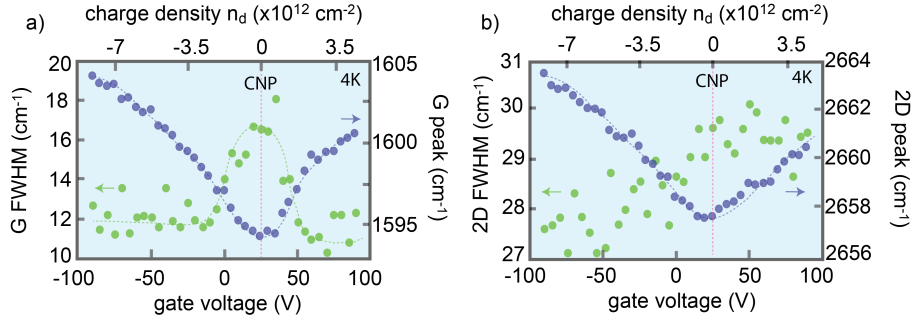 a)
charge density n_d (x10^12 cm^-2)
-7 -3.5 0 3.5
20 18 16 14 12 10
G FWHM (cm^-1)
CNP
4K
1605 1600 1595
G peak (cm^-1)
-100 -50 0 50 100
gate voltage (V)
b)
charge density n_d (x10^12 cm^-2)
-7 -3.5 0 3.5
31 30 29 28 27
2D FWHM (cm^-1)
CNP
4K
2664 2662 2660 2658 2656
2D peak (cm^-1)
-100 -50 0 50 100
gate voltage (V)